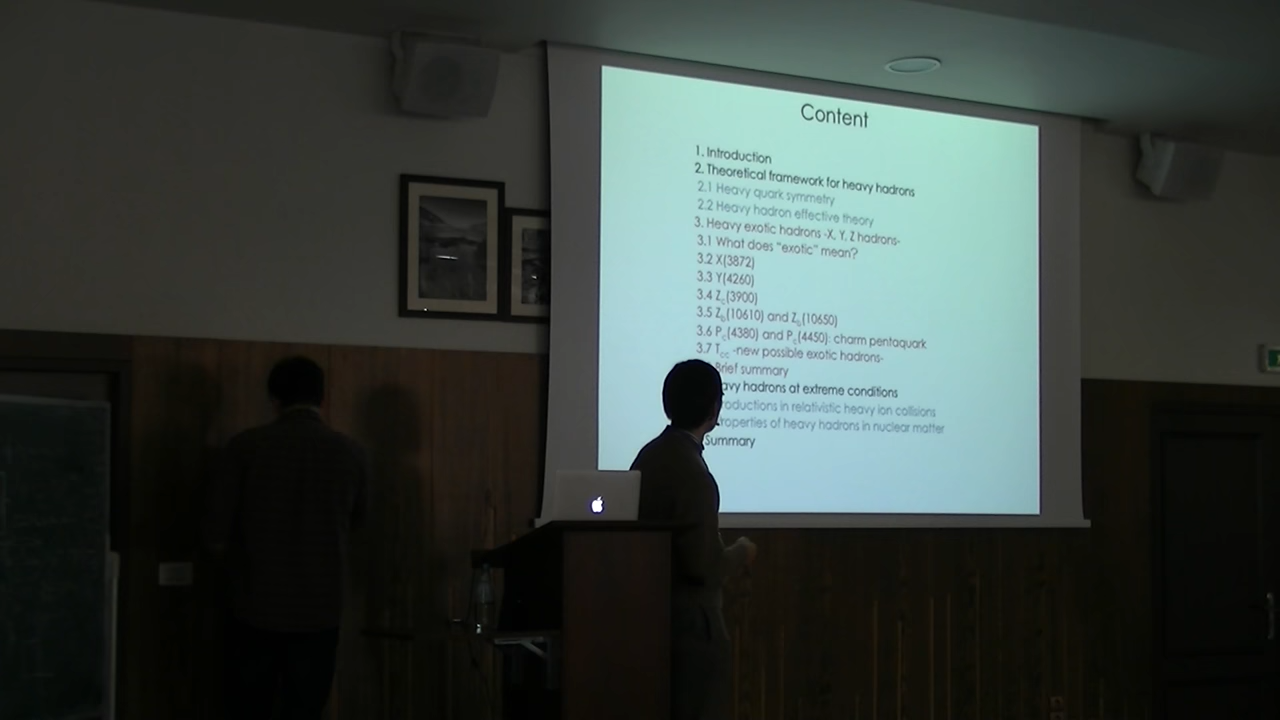 Content
1. Introduction
2. Theoretical framework for heavy hadrons
2.1 Heavy quark symmetry
2.2 Heavy hadron effective theory
3. Heavy exotic hadrons -X, Y, Z hadrons-
3.1 What does "exotic" mean?
3.2 X(3872)
3.3 Y(4260)
3.4 Zc(3900)
3.5 Zb(10610) and Zb(10650)
3.6 Pc(4380) and Pc(4450): charm pentaquark
3.7 Tcc -new possible exotic hadrons-
Brief summary
avy hadrons at extreme conditions
roductions in relativistic heavy ion collisions
roperties of heavy hadrons in nuclear matter
Summary